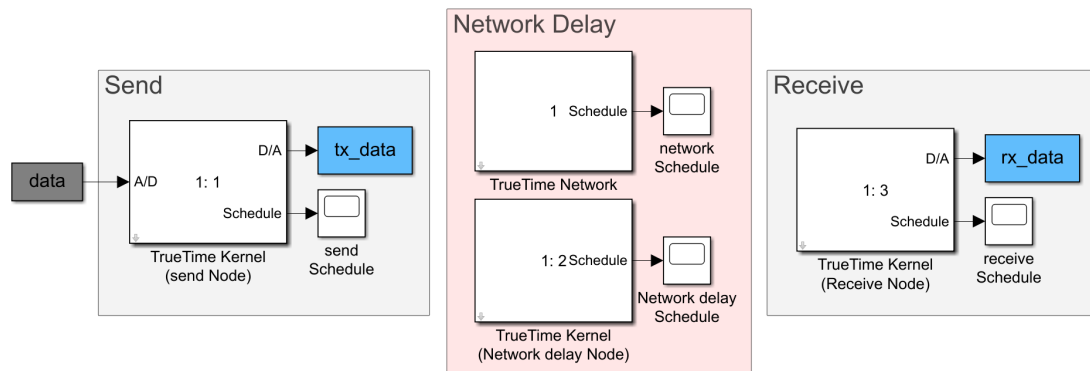 Send
data
A/D
1: 1
D/A
Schedule
tx_data
send
Schedule
TrueTime Kernel
(send Node)
Network Delay
1
Schedule
network
Schedule
TrueTime Network
1: 2
Schedule
Network delay
Schedule
TrueTime Kernel
(Network delay Node)
Receive
1: 3
D/A
Schedule
rx_data
receive
Schedule
TrueTime Kernel
(Receive Node)